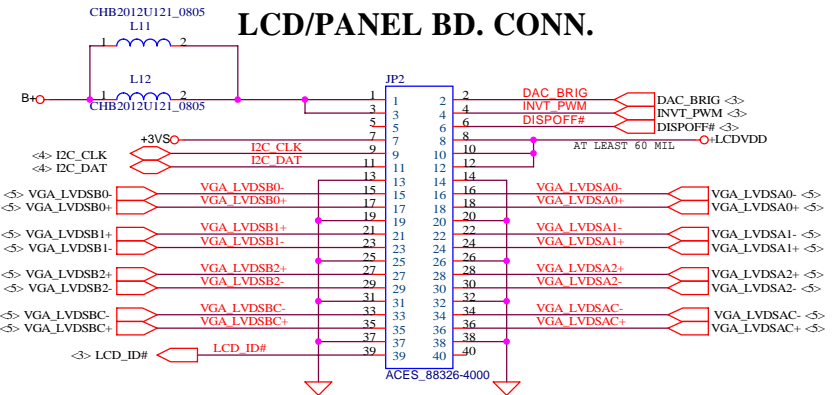 LCD/PANEL BD. CONN.
CHB2012U121_0805
L11
1 2
L12
1 2
CHB2012U121_0805
B+
JP2
1 1 2 2 DAC_BRIG DAC_BRIG <3>
3 3 4 4 INVT_PWM INVT_PWM <3>
5 5 6 6 DISPOFF# DISPOFF# <3>
+3VS 7 7 8 8 +LCDVDD
AT LEAST 60 MIL
<4> I2C_CLK I2C_CLK 9 9 10 10
<4> I2C_DAT I2C_DAT 11 11 12 12
13 13 14 14
<5> VGA_LVDSB0- VGA_LVDSB0- 15 15 16 16 VGA_LVDSA0- VGA_LVDSA0- <5>
<5> VGA_LVDSB0+ VGA_LVDSB0+ 17 17 18 18 VGA_LVDSA0+ VGA_LVDSA0+ <5>
19 19 20 20
<5> VGA_LVDSB1+ VGA_LVDSB1+ 21 21 22 22 VGA_LVDSA1- VGA_LVDSA1- <5>
<5> VGA_LVDSB1- VGA_LVDSB1- 23 23 24 24 VGA_LVDSA1+ VGA_LVDSA1+ <5>
25 25 26 26
<5> VGA_LVDSB2+ VGA_LVDSB2+ 27 27 28 28 VGA_LVDSA2+ VGA_LVDSA2+ <5>
<5> VGA_LVDSB2- VGA_LVDSB2- 29 29 30 30 VGA_LVDSA2- VGA_LVDSA2- <5>
31 31 32 32
<5> VGA_LVDSBC- VGA_LVDSBC- 33 33 34 34 VGA_LVDSAC- VGA_LVDSAC- <5>
<5> VGA_LVDSBC+ VGA_LVDSBC+ 35 35 36 36 VGA_LVDSAC+ VGA_LVDSAC+ <5>
37 37 38 38
<3> LCD_ID# LCD_ID# 39 39 40 40
ACES_88326-4000